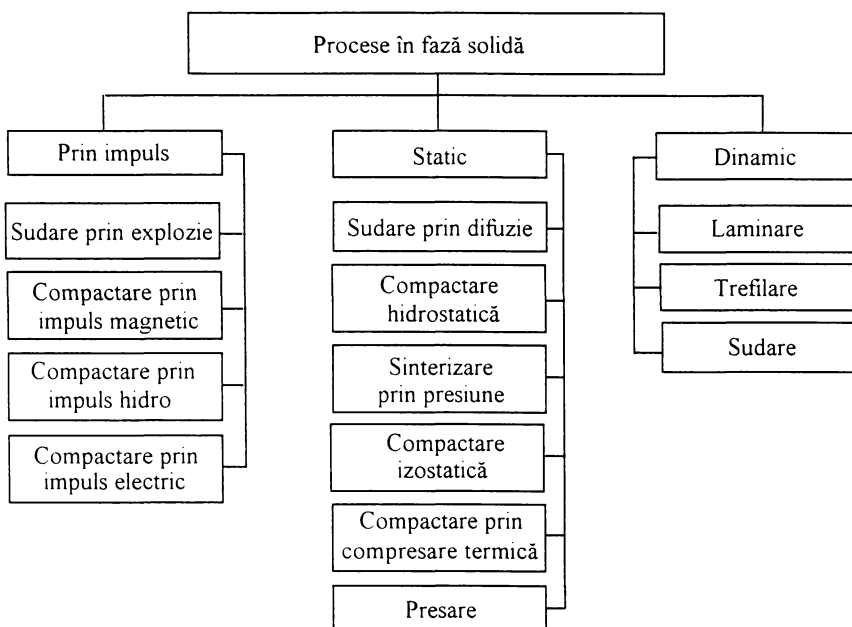 Procese în fază solidă
Prin impuls
Sudare prin explozie
Compactare prin
impuls magnetic
Compactare prin
impuls hidro
Compactare prin
impuls electric
Static
Sudare prin difuzie
Compactare
hidrostatică
Sinterizare
prin presiune
Compactare
izostatică
Compactare prin
compresare termică
Presare
Dinamic
Laminare
Trefilare
Sudare